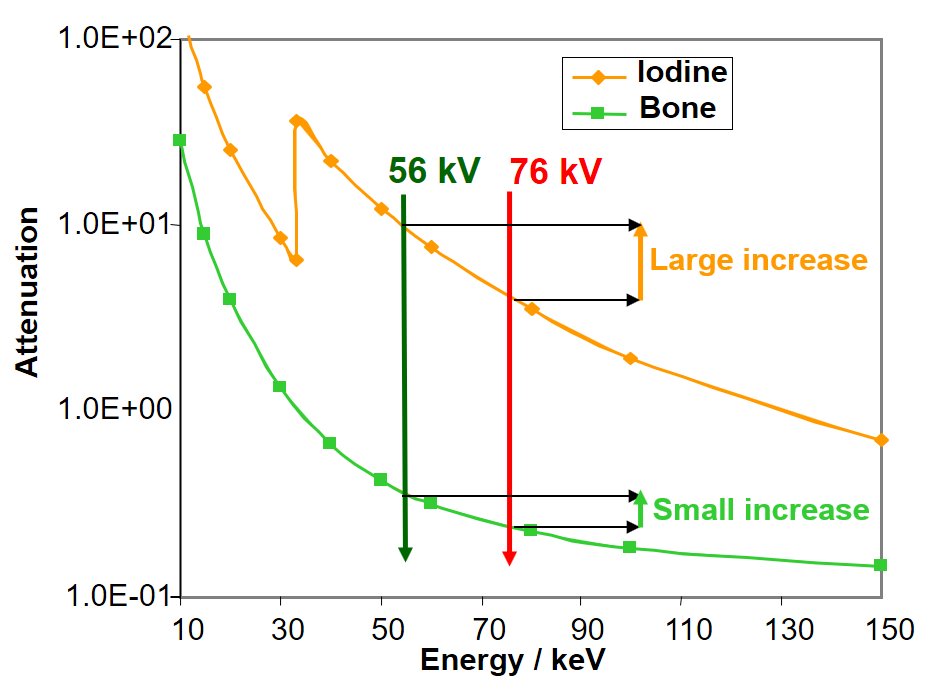 1.0E+02
Iodine
Bone
56 kV
76 kV
1.0E+01
Large increase
Attenuation
1.0E+00
Small increase
1.0E-01
10 30 50 70 90 110 130 150
Energy / keV